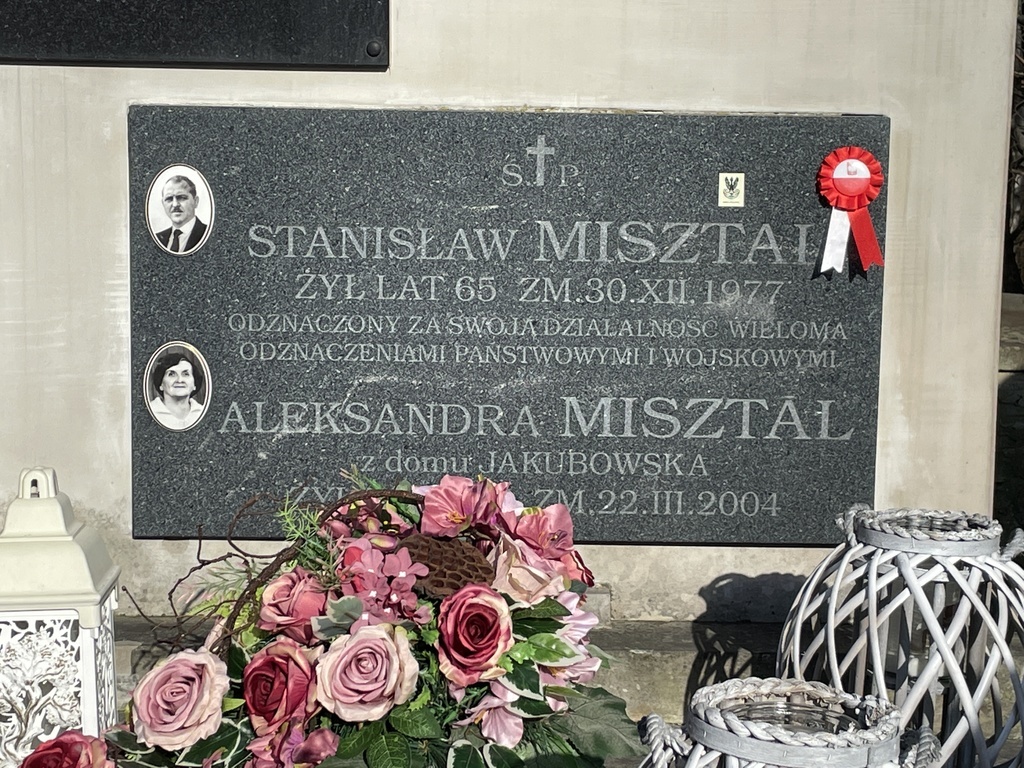 Ś. P.
STANISŁAW MISZTAL
ŻYŁ LAT 65 ZM. 30. XII. 1977
ODZNACZONY ZA SWOJĄ DZIAŁALNOŚĆ WIELOMA
ODZNACZENIAMI PAŃSTWOWYMI I WOJSKOWYMI
ALEKSANDRA MISZTAL
z domu JAKUBOWSKA
ZM. 22. III. 2004